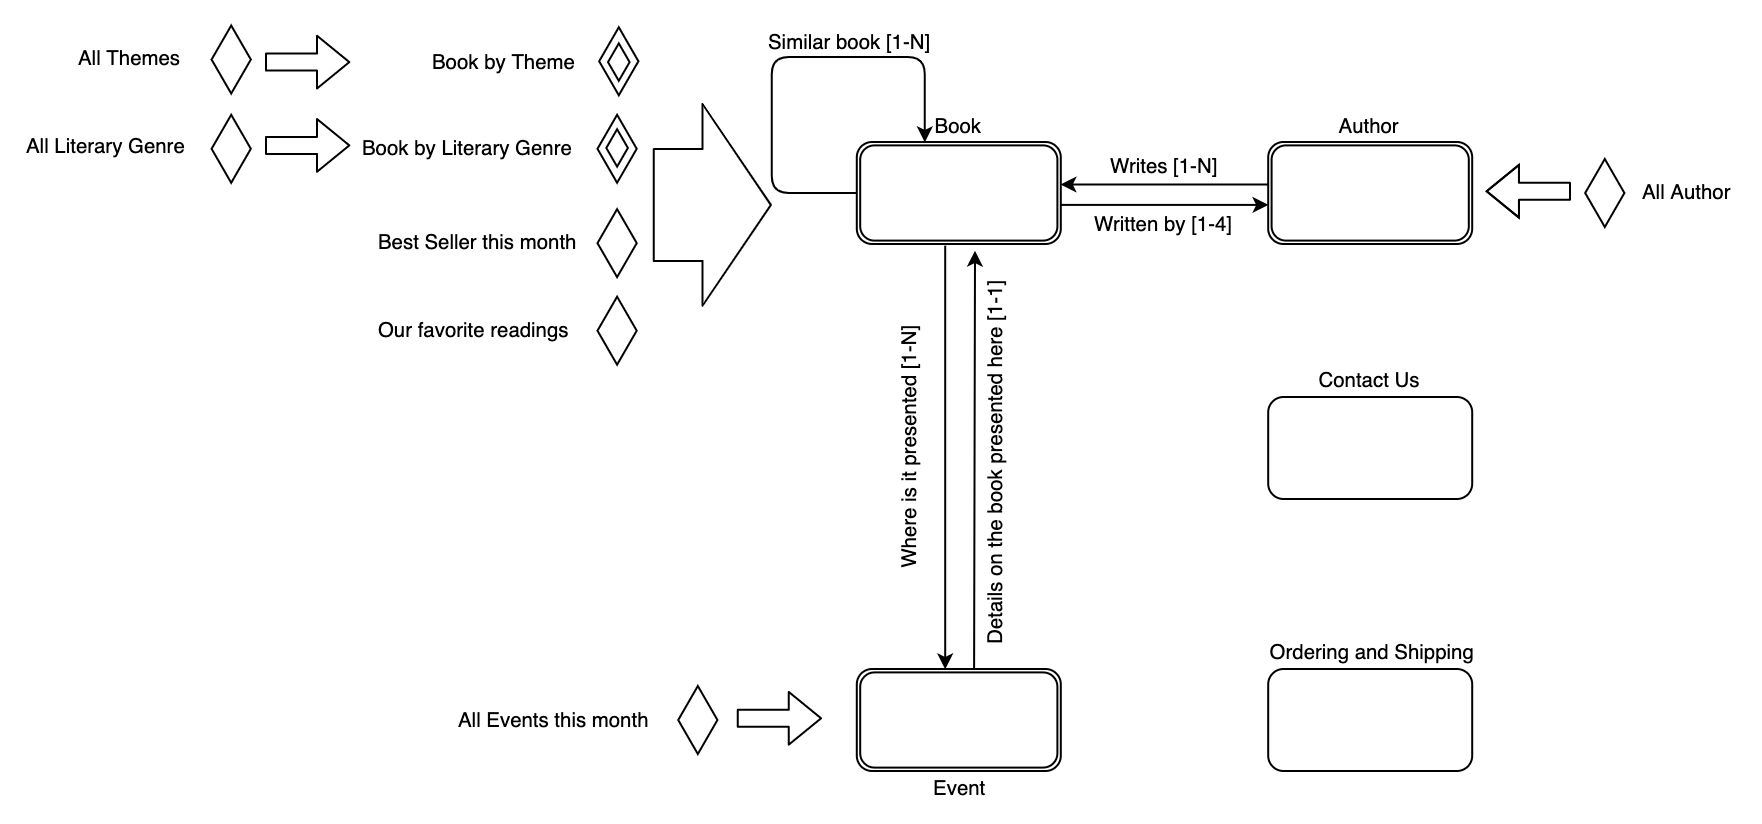 All Themes
Book by Theme
All Literary Genre
Book by Literary Genre
Best Seller this month
Our favorite readings
Similar book [1-N]
Book
Author
Writes [1-N]
Written by [1-4]
All Author
Where is it presented [1-N]
Details on the book presented here [1-1]
Contact Us
Ordering and Shipping
All Events this month
Event